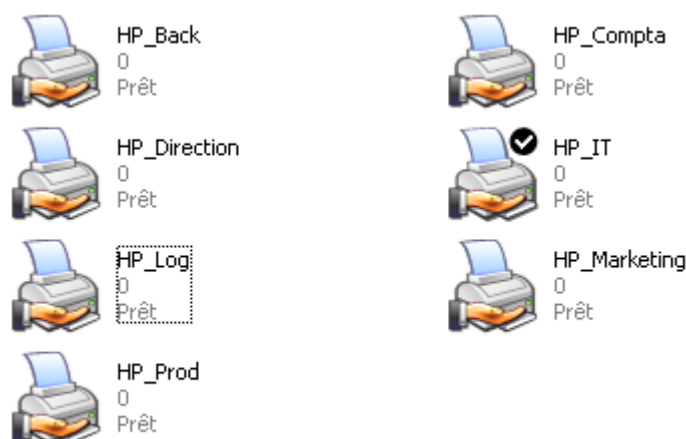 HP_Back
0
Prêt
HP_Compta
0
Prêt
HP_Direction
0
Prêt
HP_IT
0
Prêt
HP_Log
0
Prêt
HP_Marketing
0
Prêt
HP_Prod
0
Prêt